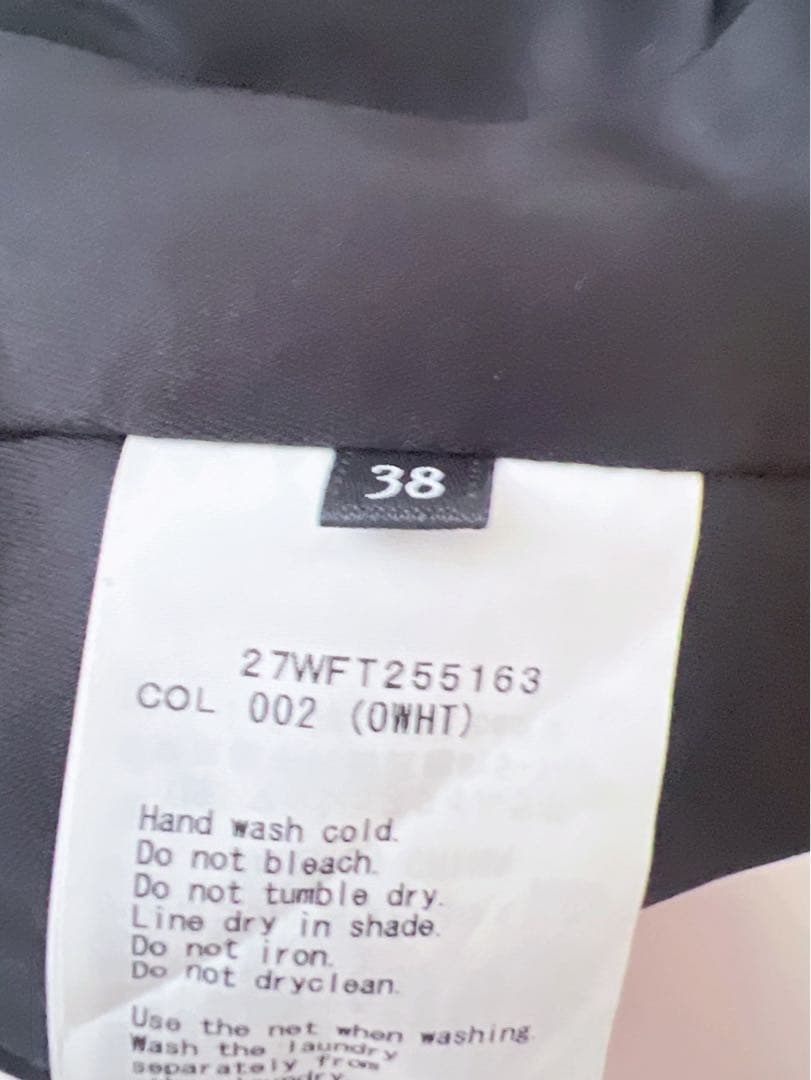 38
27WFT255163
COL 002 (OWHT)
Hand wash cold.
Do not bleach.
Do not tumble dry.
Line dry in shade.
Do not iron.
Do not dryclean.
Use the net when washing.
Wash the laundry
separately from